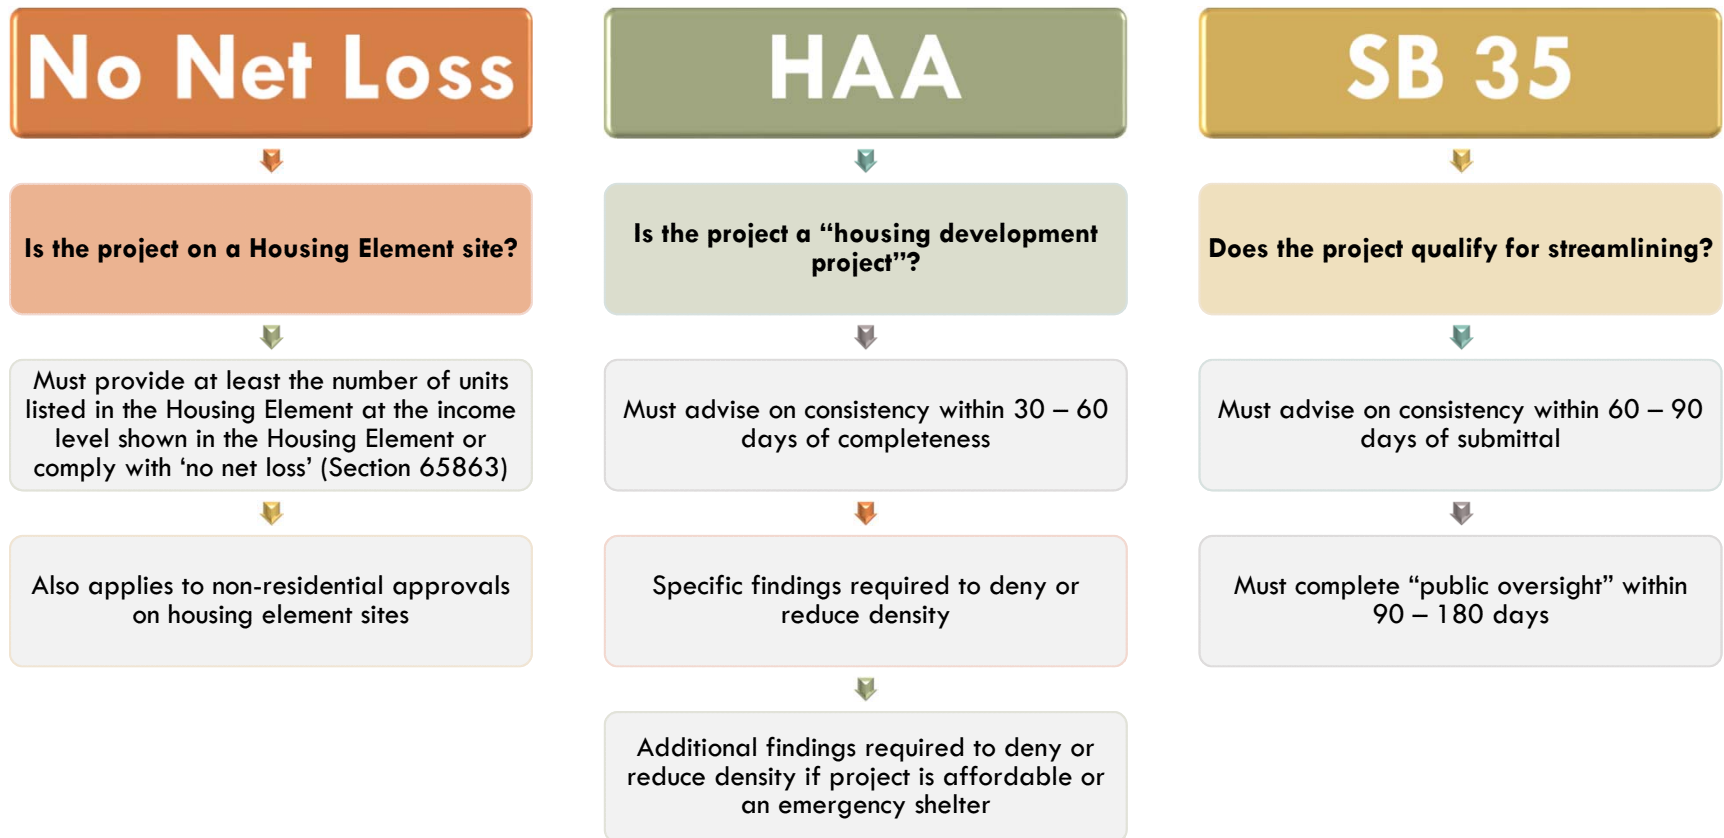 No Net Loss
Is the project on a Housing Element site?
Must provide at least the number of units
listed in the Housing Element at the income
level shown in the Housing Element or
comply with ‘no net loss’ (Section 65863)
Also applies to non-residential approvals
on housing element sites
HAA
Is the project a “housing development
project”?
Must advise on consistency within 30 – 60
days of completeness
Specific findings required to deny or
reduce density
Additional findings required to deny or
reduce density if project is affordable or
an emergency shelter
SB 35
Does the project qualify for streamlining?
Must advise on consistency within 60 – 90
days of submittal
Must complete “public oversight” within
90 – 180 days